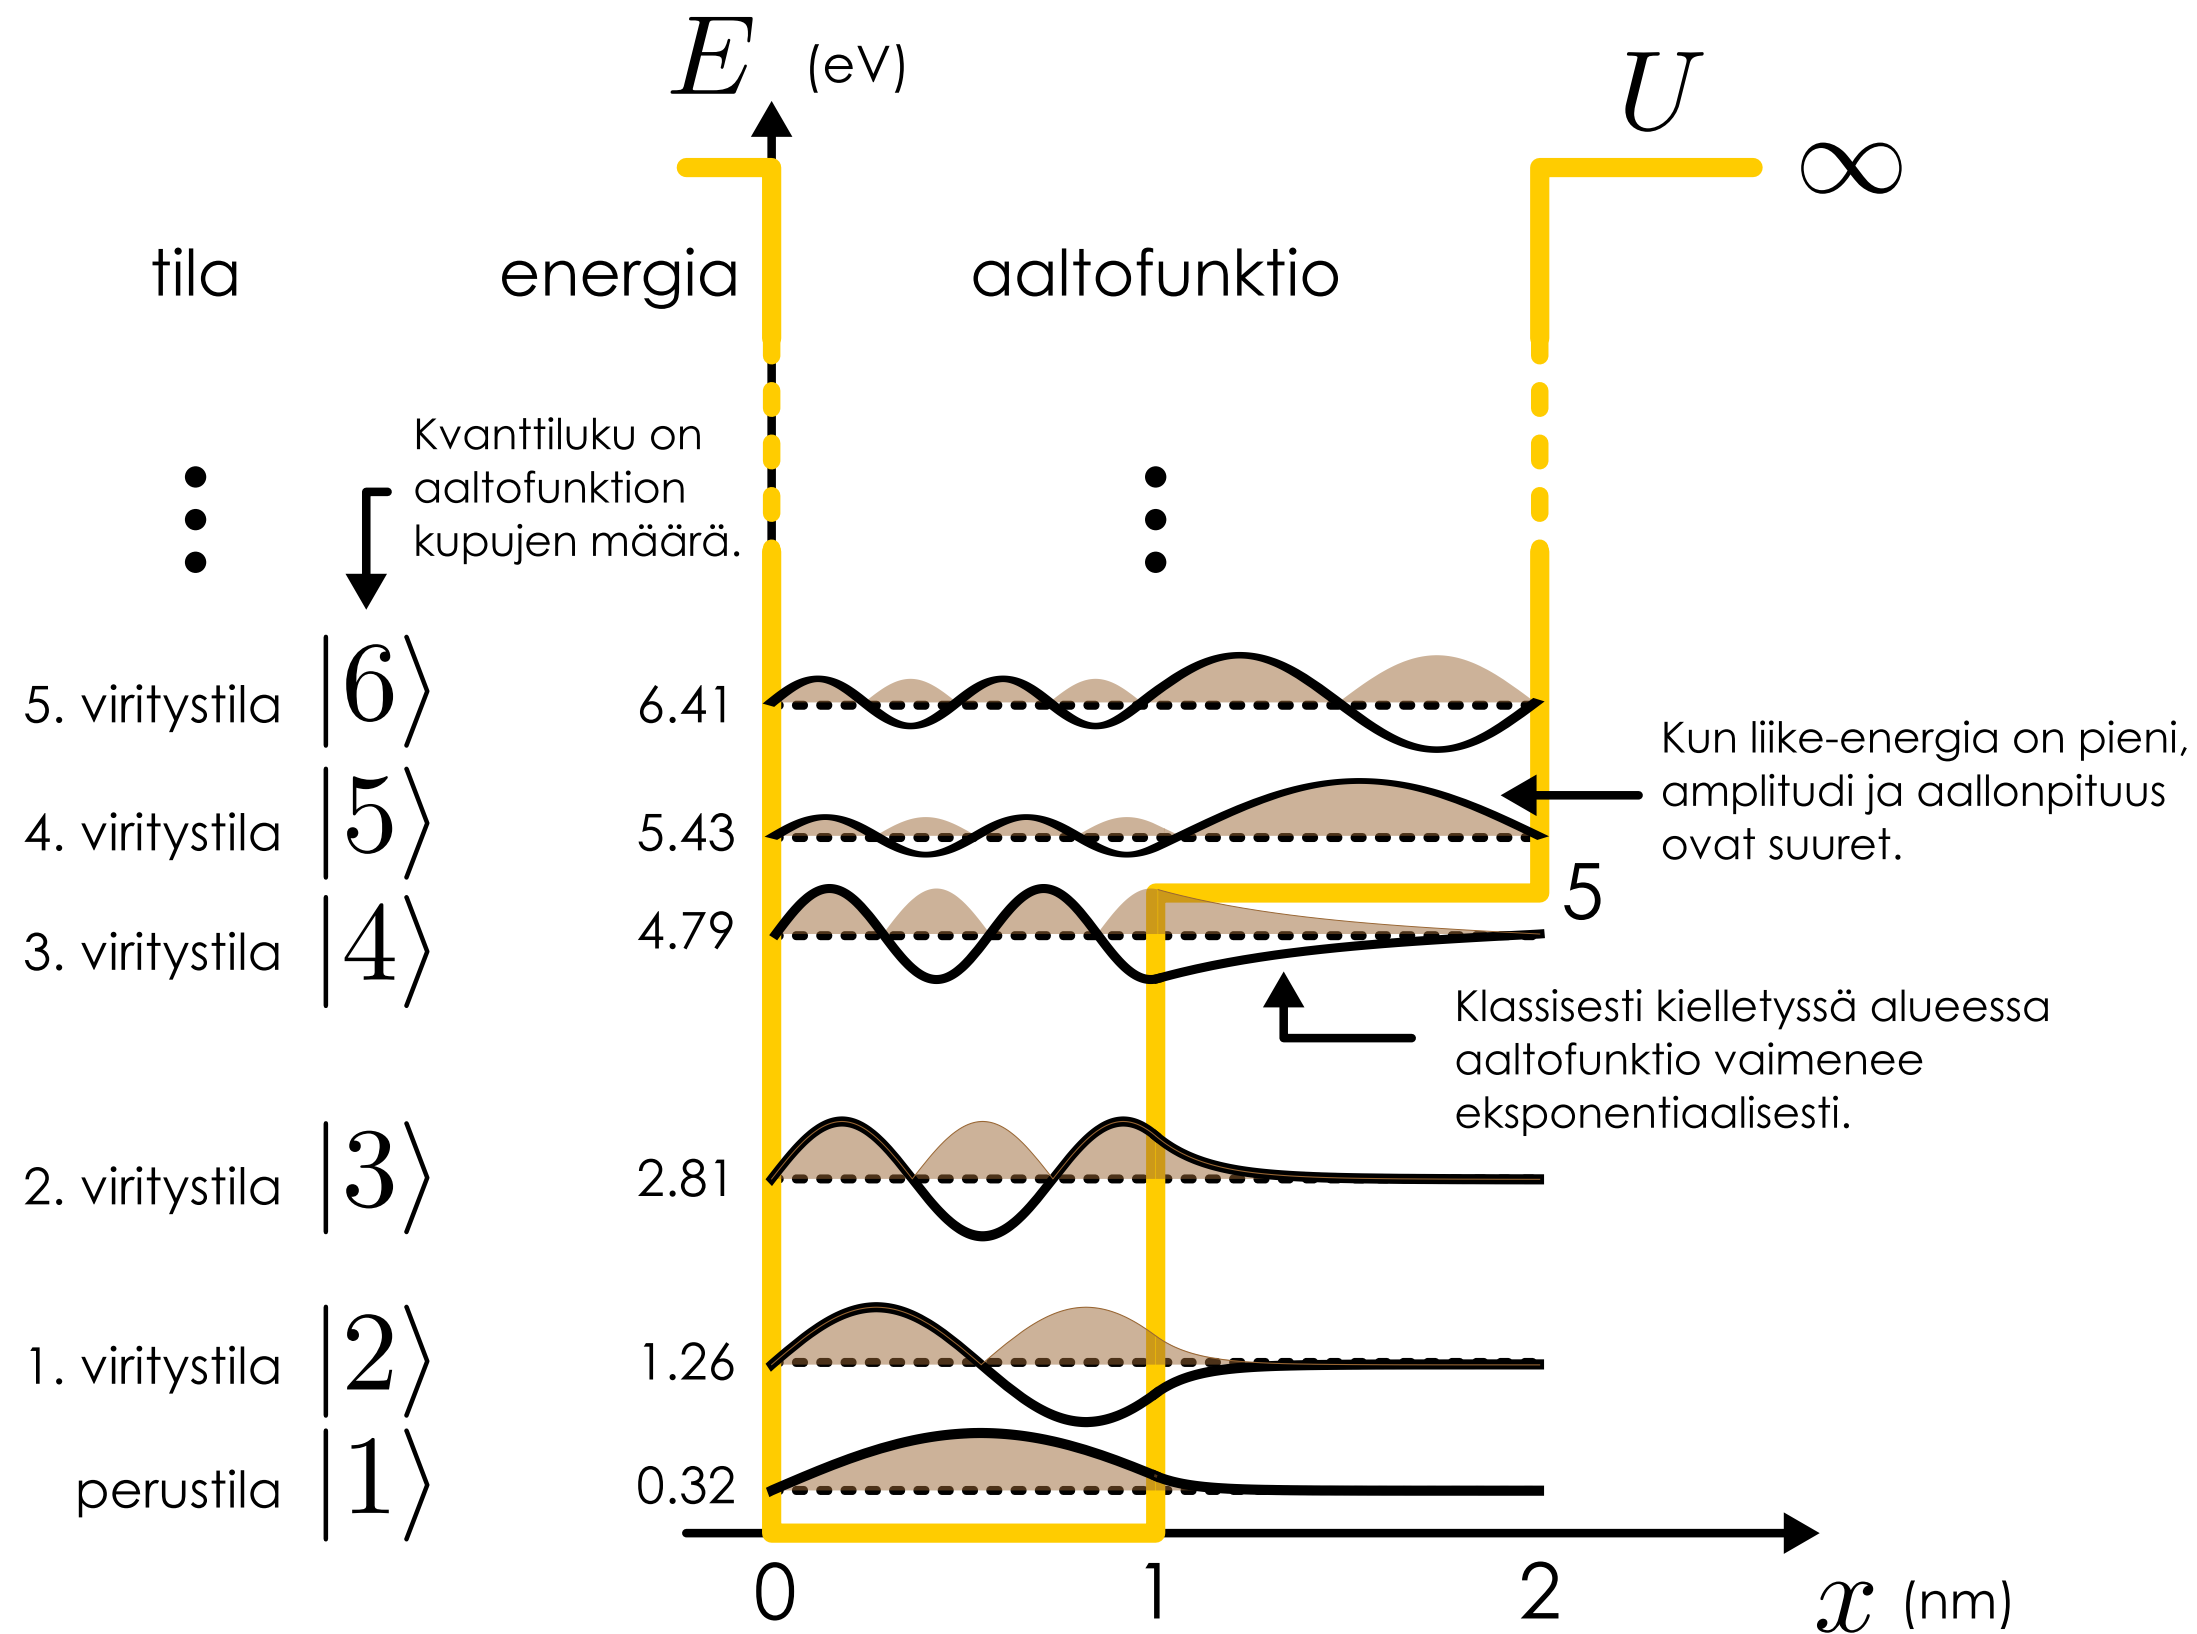 E (eV)
U
∞
tila energia aaltofunktio
Kvanttiluku on
aaltofunktion
kupujen määrä.
5. viritystila |6⟩ 6.41
Kun liike-energia on pieni,
amplitudi ja aallonpituus
ovat suuret.
4. viritystila |5⟩ 5.43
5
3. viritystila |4⟩ 4.79
Klassisesti kielletyssä alueessa
aaltofunktio vaimenee
eksponentiaalisesti.
2. viritystila |3⟩ 2.81
1. viritystila |2⟩ 1.26
perustila |1⟩ 0.32
0 1 2
x (nm)